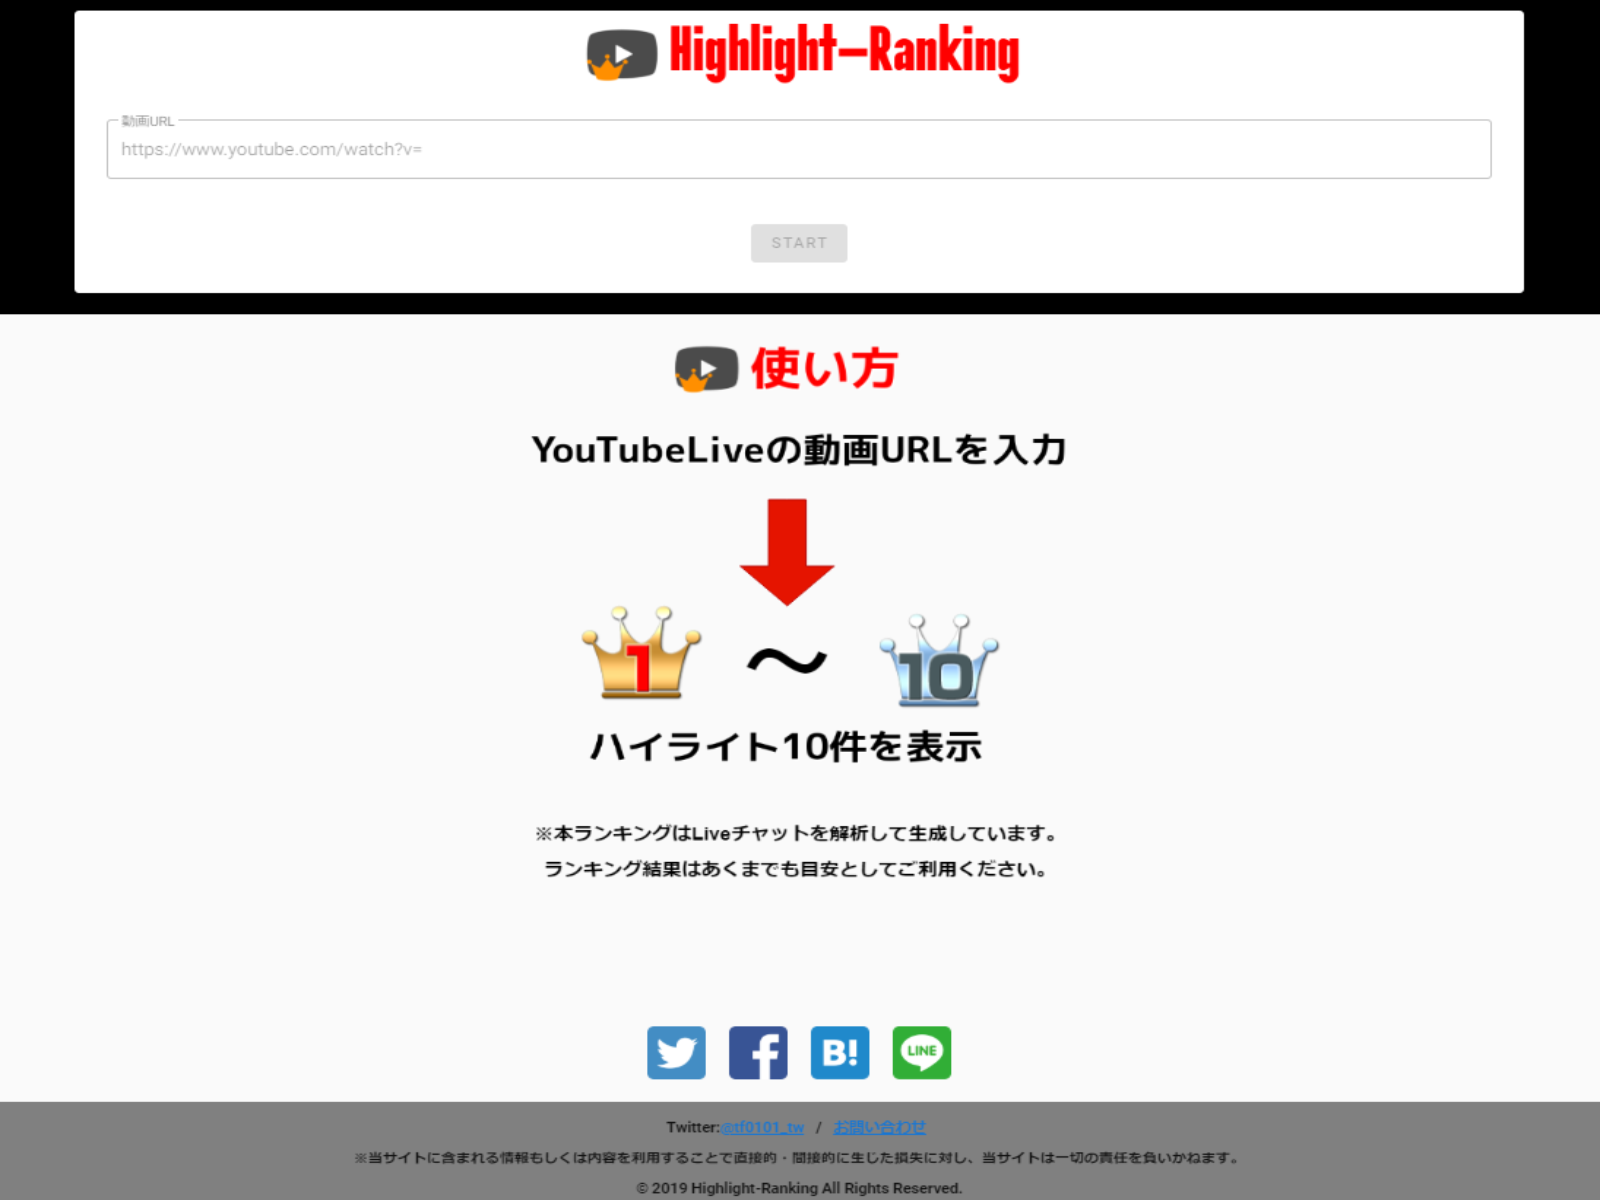 Highlight-Ranking
動画URL
https://www.youtube.com/watch?v=
START
使い方
YouTubeLiveの動画URLを入力
1 ～ 10
ハイライト10件を表示
※本ランキングはLiveチャットを解析して生成しています。
ランキング結果はあくまでも目安としてご利用ください。
B! LINE
Twitter:@tf0101_tw / お問い合わせ
※当サイトに含まれる情報もしくは内容を利用することで直接的・間接的に生じた損失に対し、当サイトは一切の責任を負いかねます。
© 2019 Highlight-Ranking All Rights Reserved.